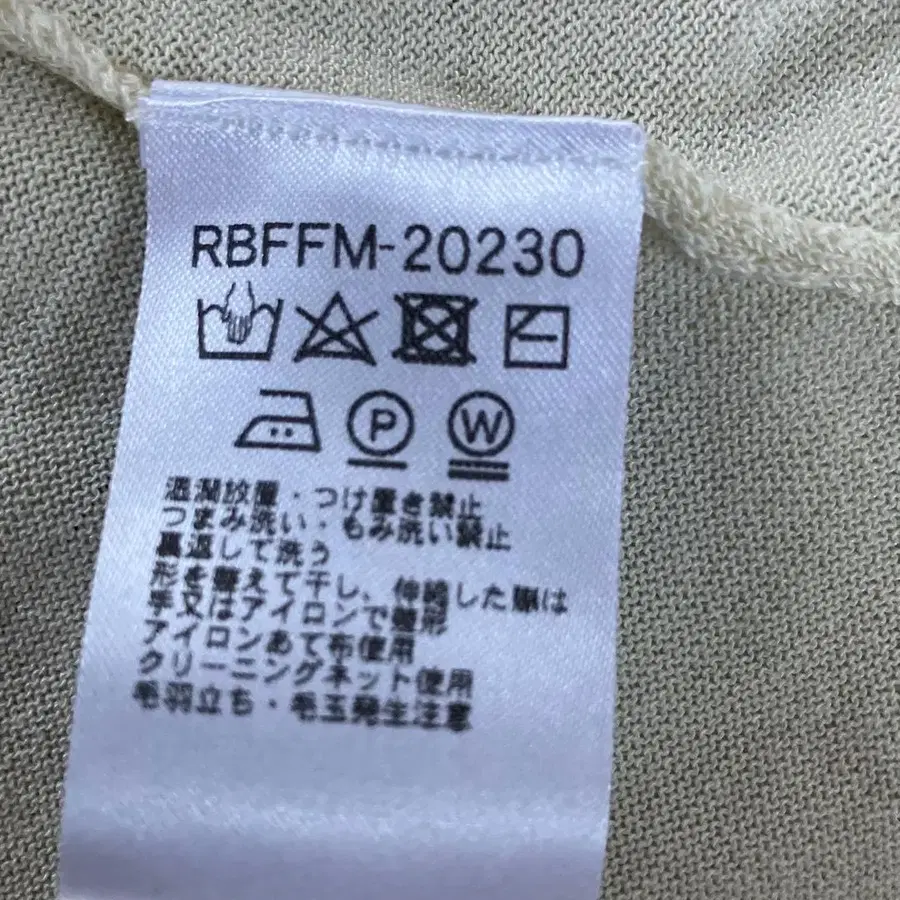 RBFFM-20230
P W
温潤放置・つけ置き禁止
つまみ洗い・もみ洗い禁止
裏返して洗う
形を整えて干し、伸縮した際は
手又はアイロンで整形
アイロンあて布使用
クリーニングネット使用
毛羽立ち・毛玉発生注意